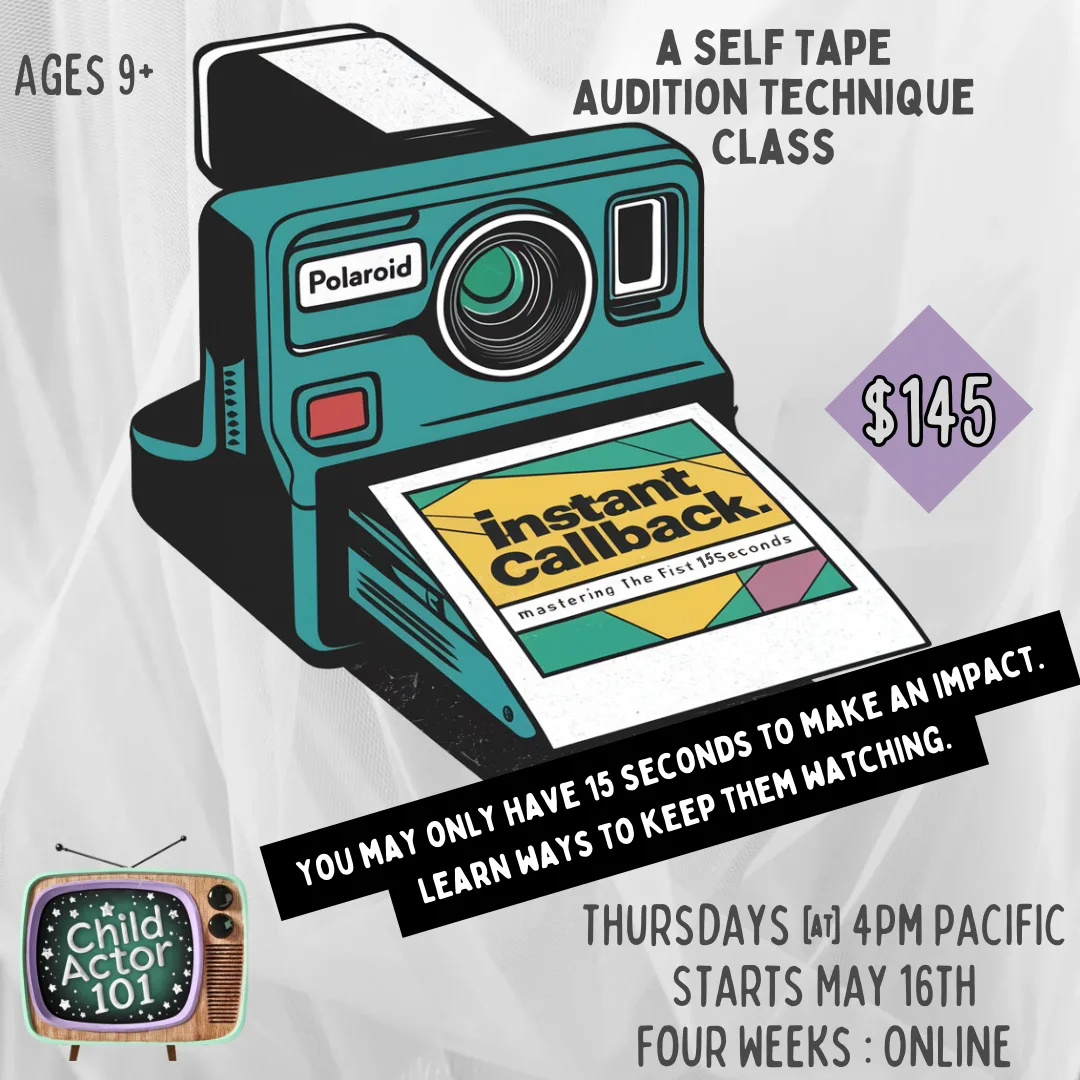 AGES 9+
A SELF TAPE
AUDITION TECHNIQUE
CLASS
Polaroid
$145
instant
Callback.
mastering The Fist 15Seconds
YOU MAY ONLY HAVE 15 SECONDS TO MAKE AN IMPACT.
LEARN WAYS TO KEEP THEM WATCHING.
Child
Actor
101
THURSDAYS [AT] 4PM PACIFIC
STARTS MAY 16TH
FOUR WEEKS : ONLINE